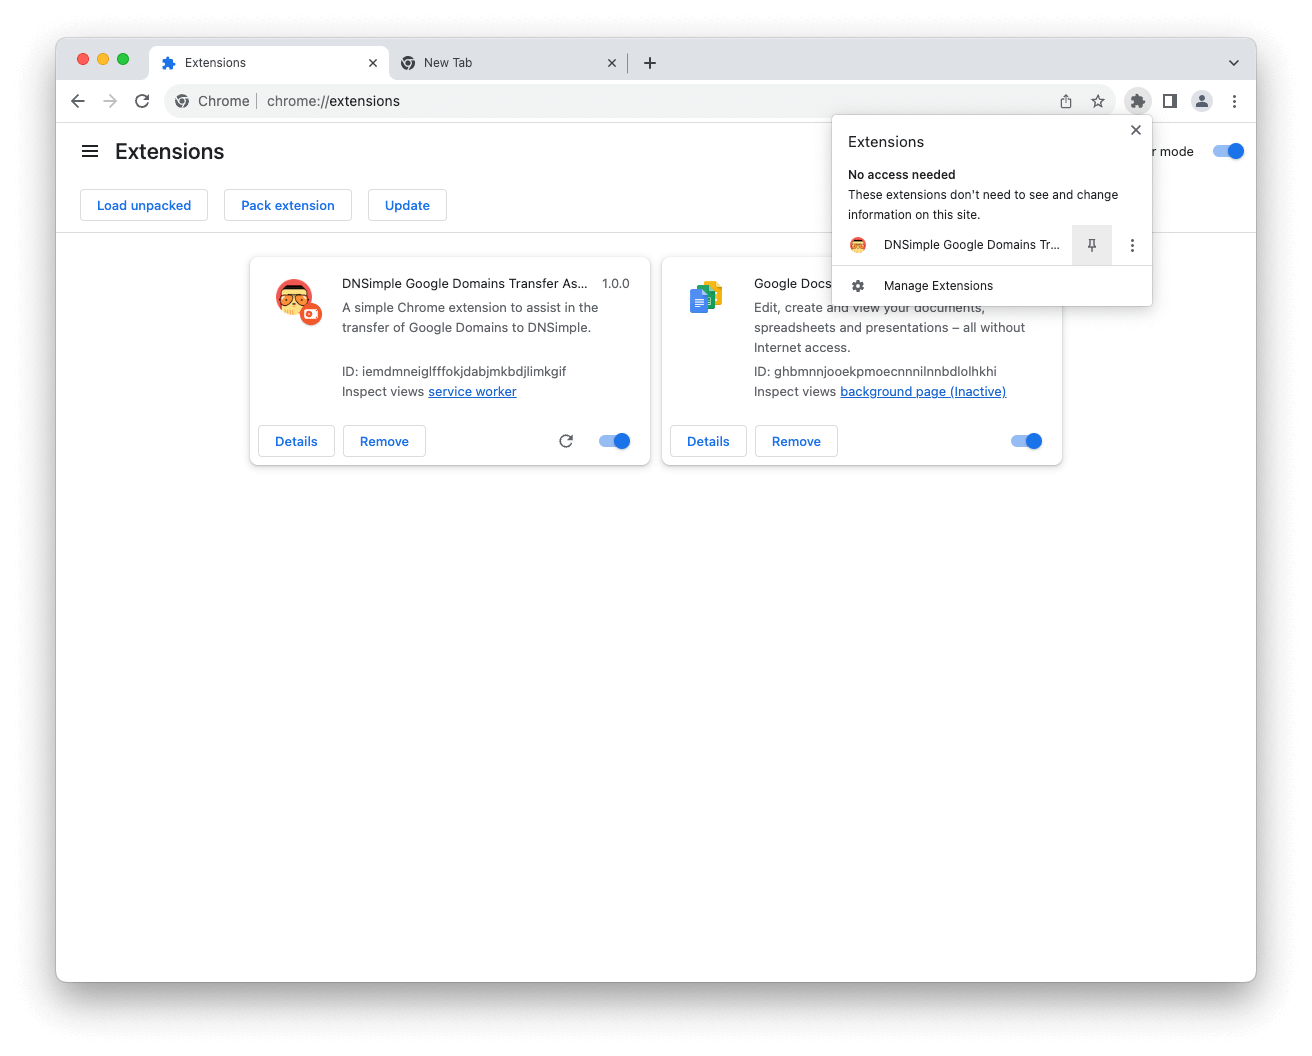 Extensions
New Tab
Chrome
chrome://extensions
Extensions
r mode
Load unpacked
Pack extension
Update
Extensions
No access needed
These extensions don't need to see and change
information on this site.
DNSimple Google Domains Tr...
Manage Extensions
DNSimple Google Domains Transfer As...
1.0.0
A simple Chrome extension to assist in the
transfer of Google Domains to DNSimple.
ID: iemdmneiglfffokjdabjmkbdjlimkgif
Inspect views service worker
Details
Remove
Google Docs
Edit, create and view your documents,
spreadsheets and presentations – all without
Internet access.
ID: ghbmnnjooekpmoecnnnilnnbdlolhkhi
Inspect views background page (Inactive)
Details
Remove